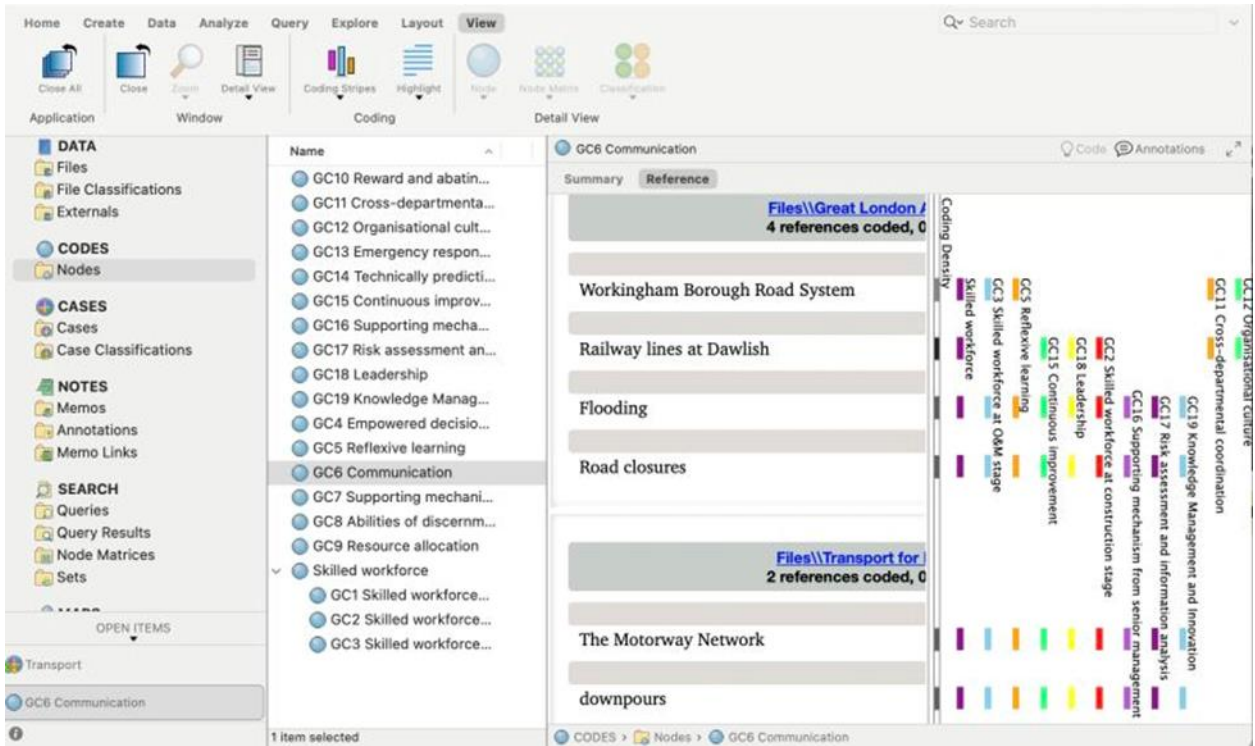 Home Create Data Analyze Query Explore Layout View
Search
Close All Close Zoom Detail View Coding Stripes Highlight Node Node Matrix Classification
Application Window Coding Detail View
DATA
Files
File Classifications
Externals
CODES
Nodes
CASES
Cases
Case Classifications
NOTES
Memos
Annotations
Memo Links
SEARCH
Queries
Query Results
Node Matrices
Sets
OPEN ITEMS
Transport
GC6 Communication
Name
GC10 Reward and abatin...
GC11 Cross-departmenta...
GC12 Organisational cult...
GC13 Emergency respon...
GC14 Technically predicti...
GC15 Continuous improv...
GC16 Supporting mecha...
GC17 Risk assessment an...
GC18 Leadership
GC19 Knowledge Manag...
GC4 Empowered decisio...
GC5 Reflexive learning
GC6 Communication
GC7 Supporting mechani...
GC8 Abilities of discernm...
GC9 Resource allocation
Skilled workforce
GC1 Skilled workforce...
GC2 Skilled workforce...
GC3 Skilled workforce...
1 item selected
GC6 Communication
Code Annotations
Summary Reference
Files\\Great London A
4 references coded, 0
Workingham Borough Road System
Railway lines at Dawlish
Flooding
Road closures
Files\\Transport for
2 references coded, 0
The Motorway Network
downpours
Coding Density
Skilled workforce
GC3 Skilled workforce at O&M stage
GC5 Reflexive learning
GC15 Continuous improvement
GC18 Leadership
GC2 Skilled workforce at construction stage
GC16 Supporting mechanism from senior management
GC17 Risk assessment and information analysis
GC19 Knowledge Management and Innovation
GC11 Cross-departmental coordination
GC12 Organisational culture
CODES › Nodes › GC6 Communication